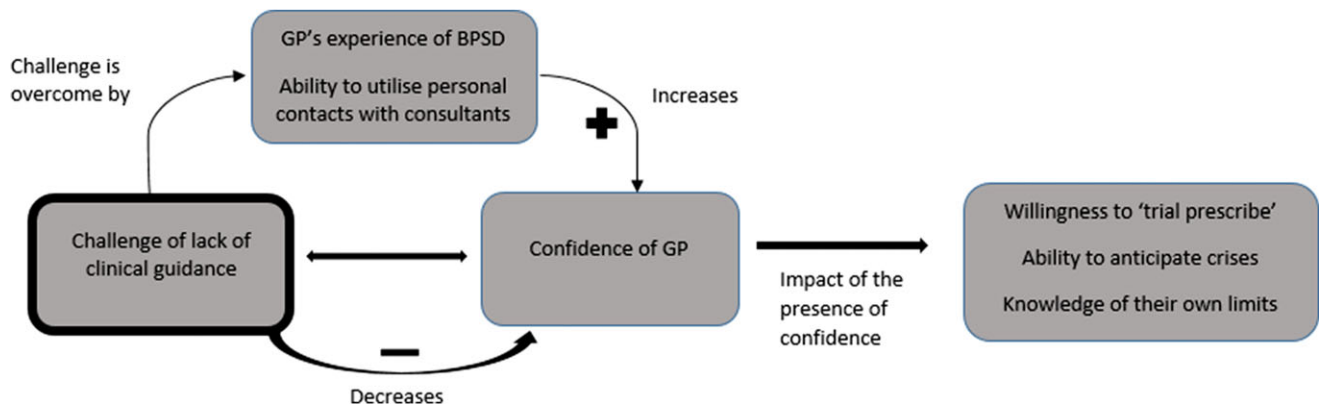 GP's experience of BPSD
Ability to utilise personal
contacts with consultants
Challenge is
overcome by
Increases
+
Challenge of lack of
clinical guidance
Confidence of GP
Willingness to ‘trial prescribe’
Ability to anticipate crises
Knowledge of their own limits
Impact of the
presence of
confidence
−
Decreases